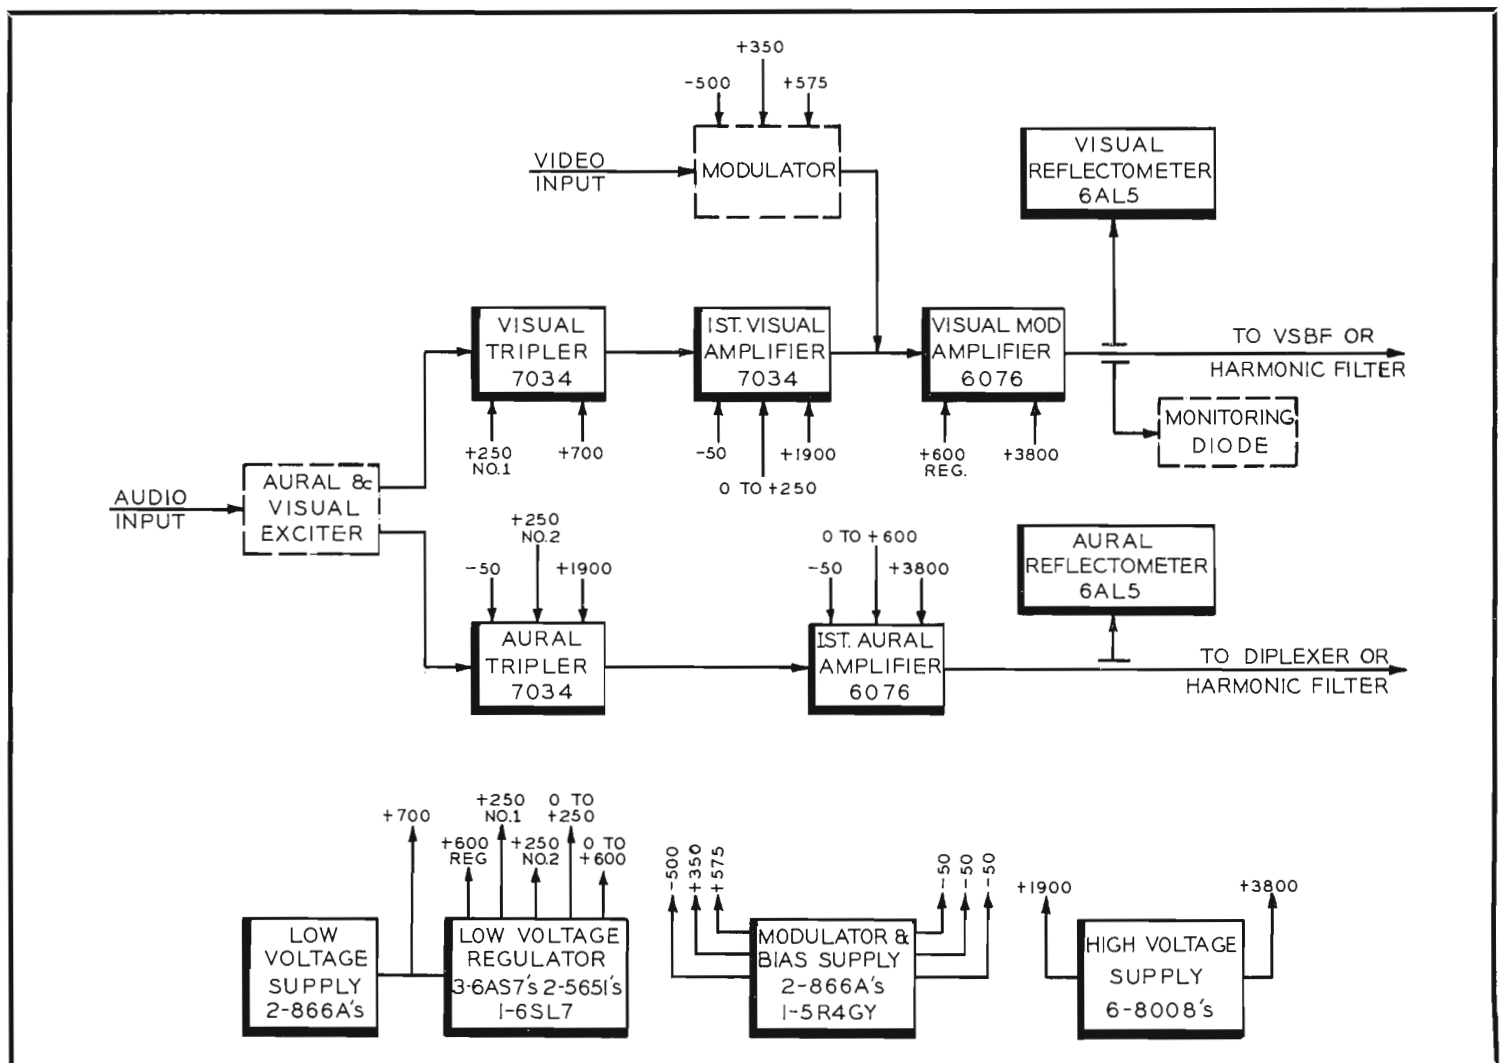 +350
-500
+575
VIDEO
INPUT
MODULATOR
VISUAL
REFLECTOMETER
6AL5
VISUAL
TRIPLER
7034
+250
NO.1
+700
IST. VISUAL
AMPLIFIER
7034
-50
0 TO +250
+1900
VISUAL MOD
AMPLIFIER
6076
+600
REG.
+3800
TO VSBF OR
HARMONIC FILTER
MONITORING
DIODE
AUDIO
INPUT
AURAL &
VISUAL
EXCITER
-50
+250
NO.2
+1900
AURAL
TRIPLER
7034
0 TO +600
-50
+3800
IST. AURAL
AMPLIFIER
6076
AURAL
REFLECTOMETER
6AL5
TO DIPLEXER OR
HARMONIC FILTER
+700
+600
REG
+250
NO.1
+250
NO.2
0 TO
+250
0 TO
+600
LOW
VOLTAGE
SUPPLY
2-866A's
LOW VOLTAGE
REGULATOR
3-6AS7's 2-5651's
1-6SL7
-500
+350
+575
-50
-50
-50
MODULATOR &
BIAS SUPPLY
2-866A's
1-5R4GY
+1900
+3800
HIGH VOLTAGE
SUPPLY
6-8008's